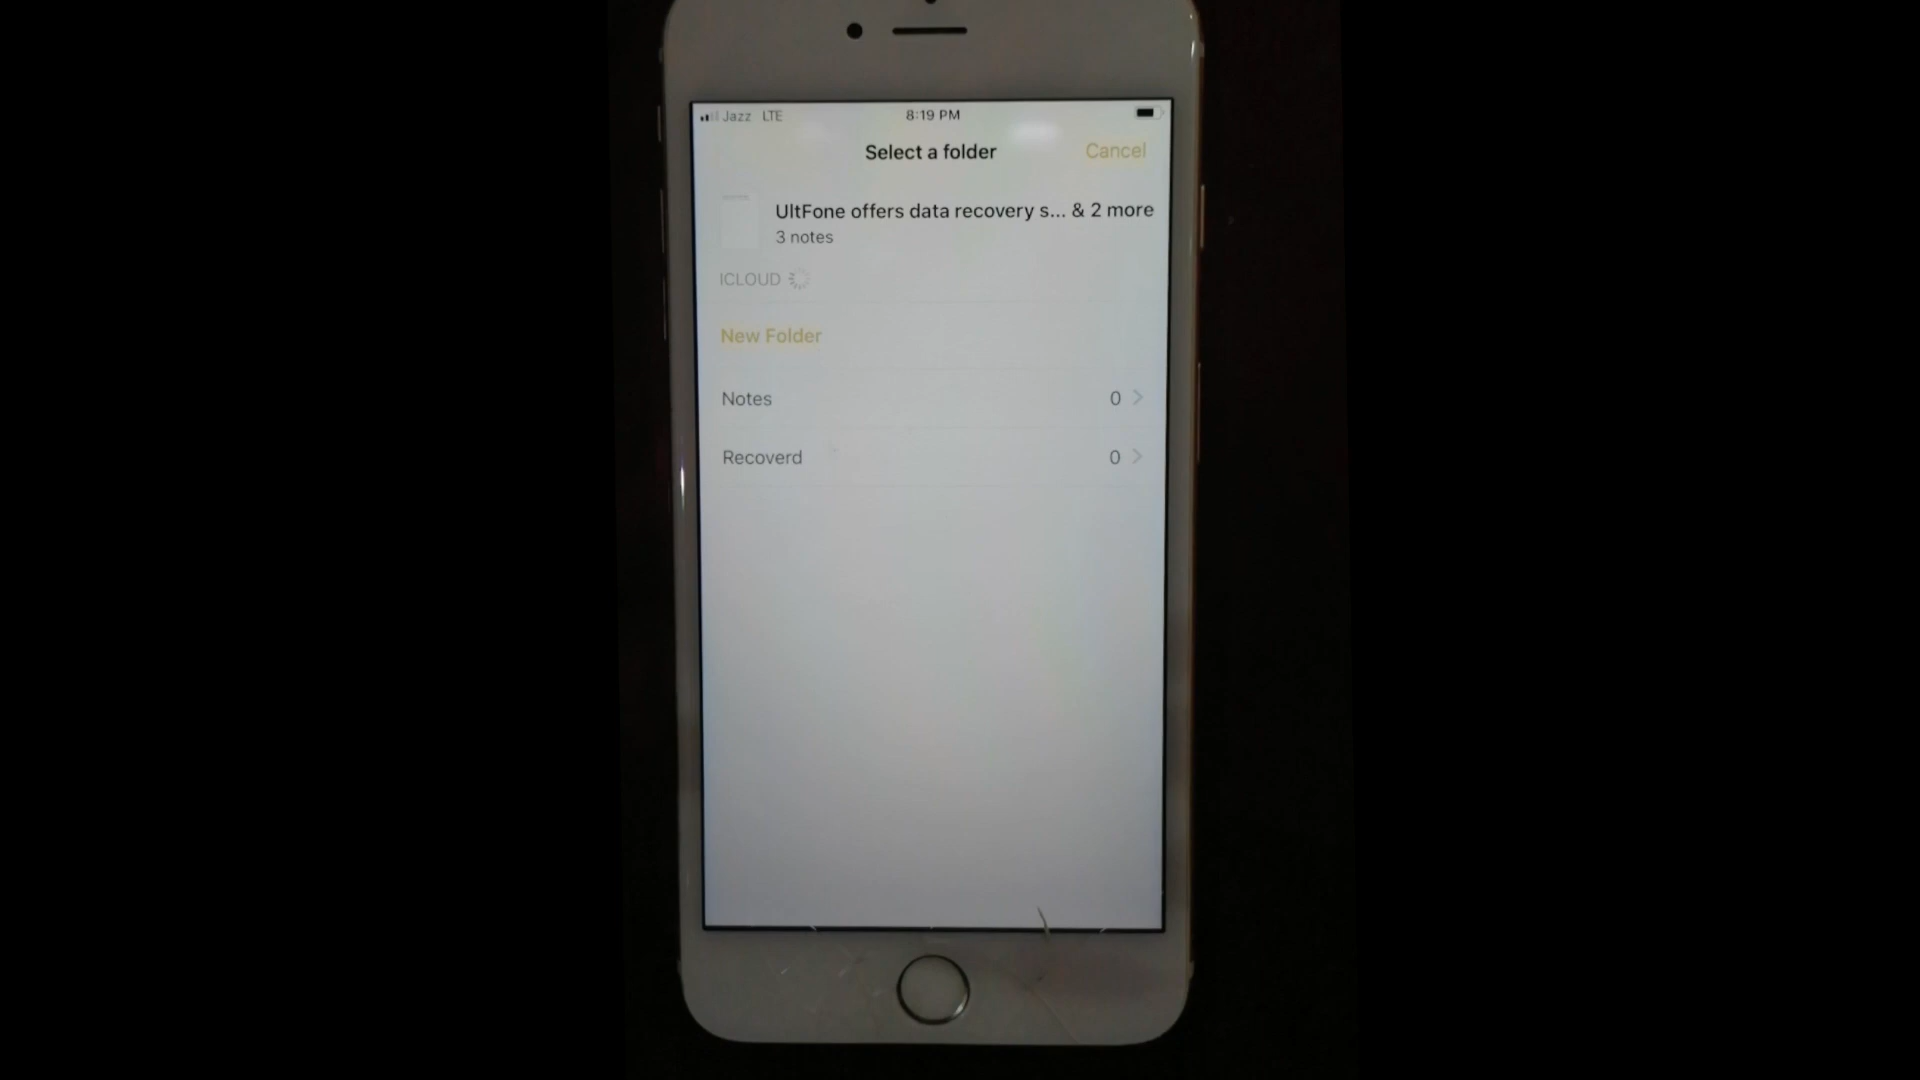 Jazz LTE 8:19 PM
Select a folder Cancel
UltFone offers data recovery s... & 2 more
3 notes
ICLOUD
New Folder
Notes 0
Recoverd 0